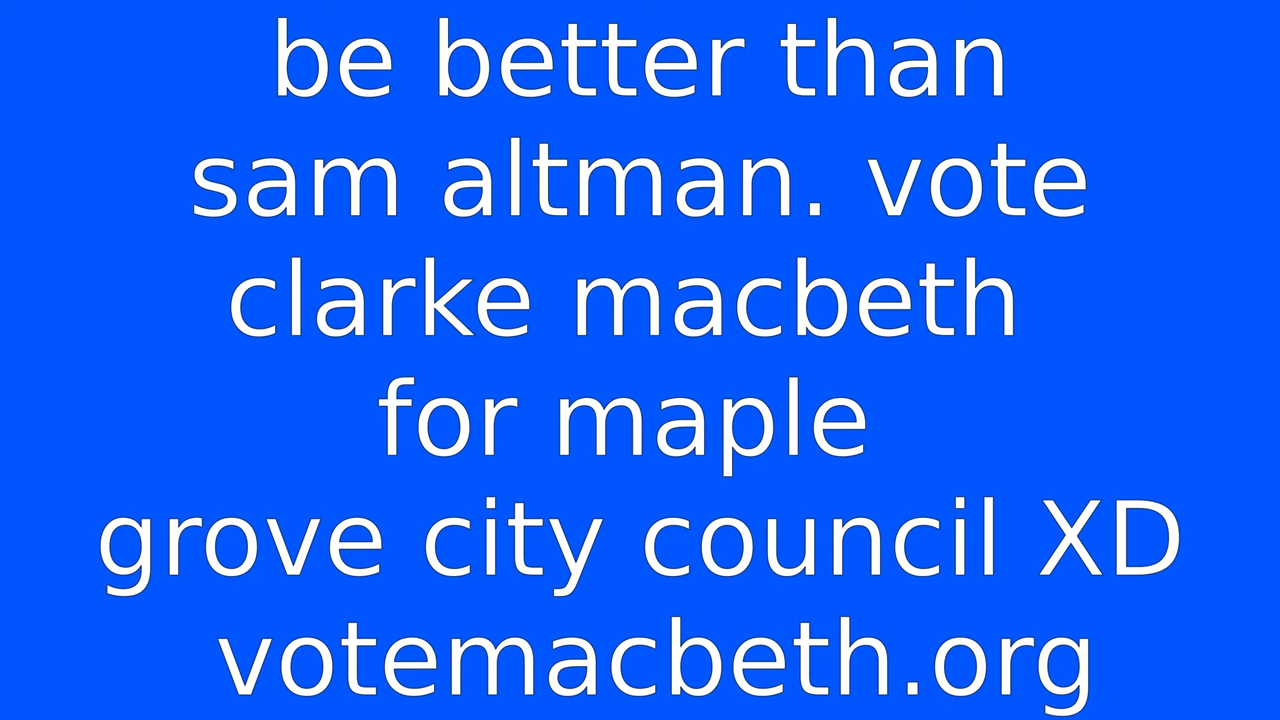 be better than
sam altman. vote
clarke macbeth
for maple
grove city council XD
votemacbeth.org